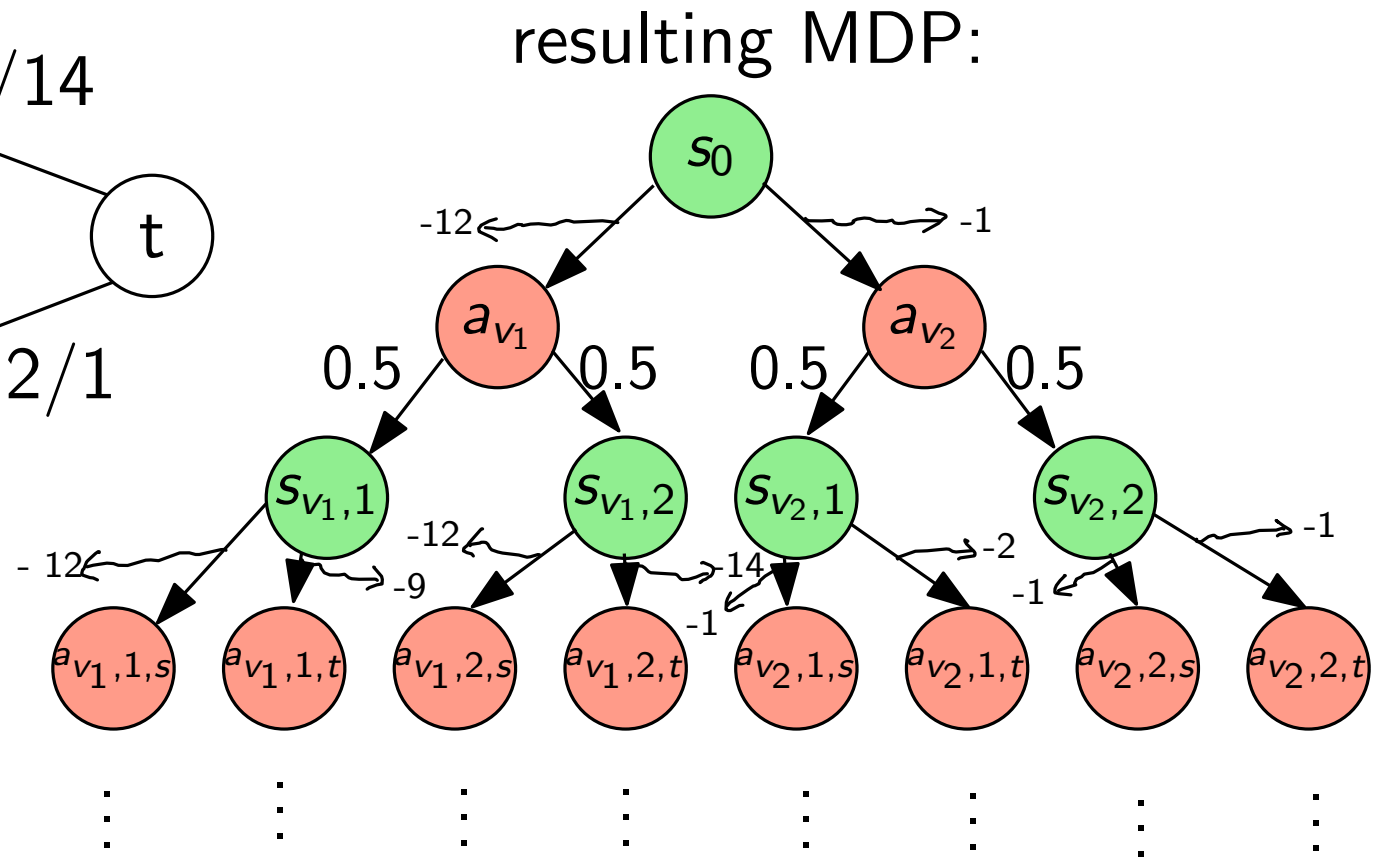 resulting MDP:
/14
s0
-12 -1
t
av1 av2
2/1
0.5 0.5 0.5 0.5
sv1,1 sv1,2 sv2,1 sv2,2
- 12 -9 -12 -14 -1 -2 -1 -1
av1,1,s av1,1,t av1,2,s av1,2,t av2,1,s av2,1,t av2,2,s av2,2,t